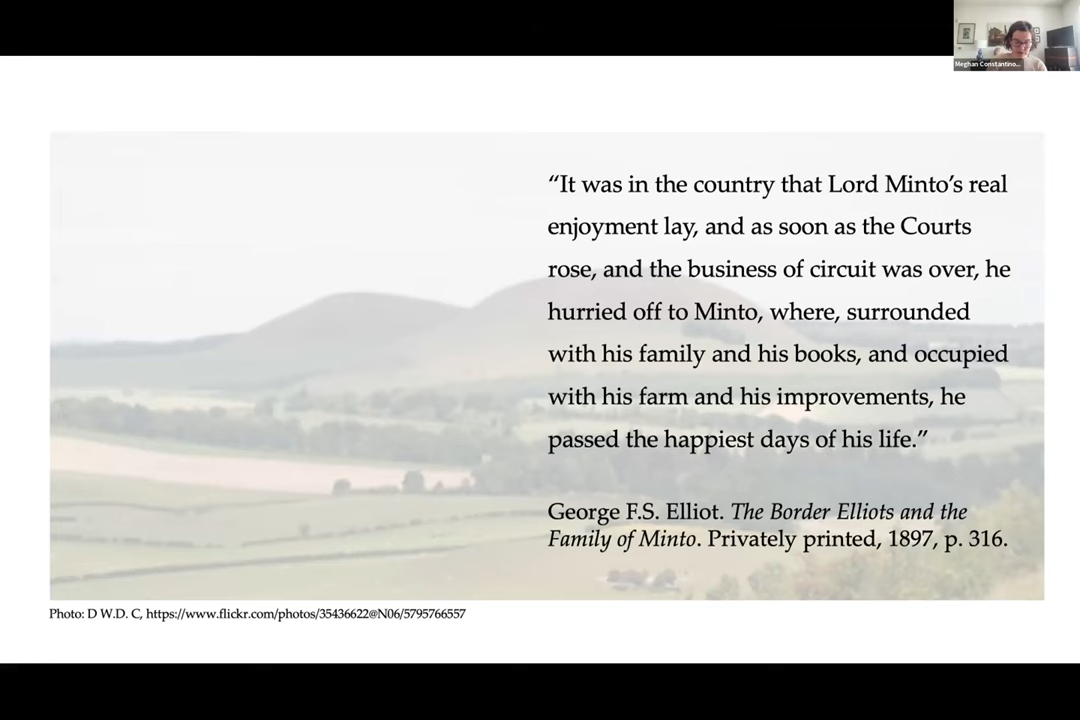 Meghan Constantino...
“It was in the country that Lord Minto’s real
enjoyment lay, and as soon as the Courts
rose, and the business of circuit was over, he
hurried off to Minto, where, surrounded
with his family and his books, and occupied
with his farm and his improvements, he
passed the happiest days of his life.”
George F.S. Elliot. The Border Elliots and the
Family of Minto. Privately printed, 1897, p. 316.
Photo: D W.D. C, https://www.flickr.com/photos/35436622@N06/5795766557